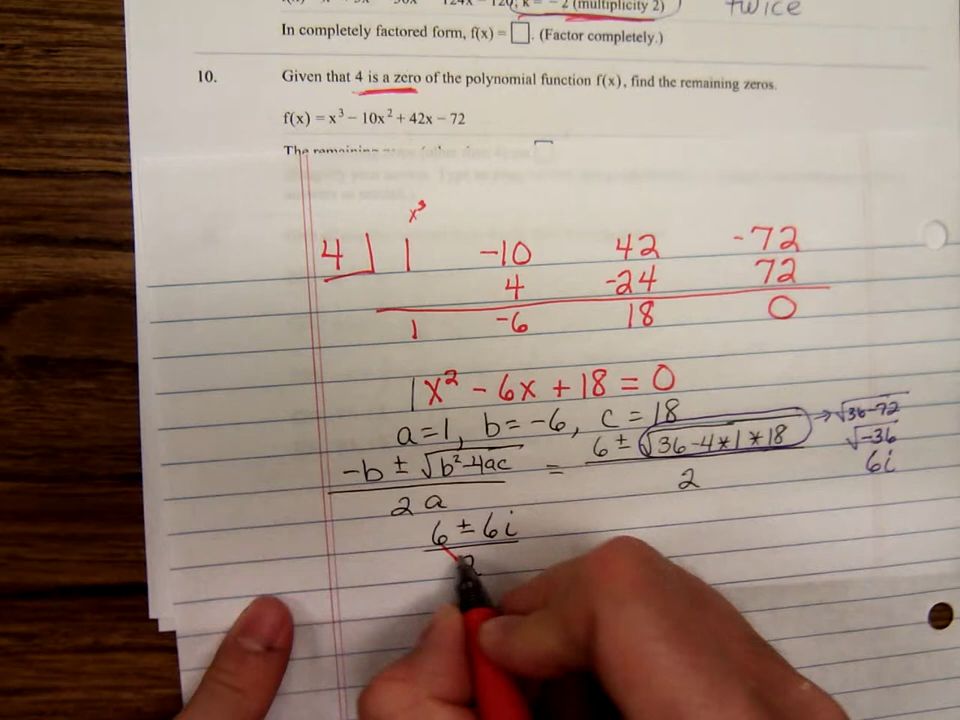 2 (multiplicity 2) twice
In completely factored form, f(x) = □. (Factor completely.)
10. Given that 4 is a zero of the polynomial function f(x), find the remaining zeros.
f(x) = x³ − 10x² + 42x − 72
The
x³
4 | 1 -10 42 -72
4 -24 72
1 -6 18 0
1x² - 6x + 18 = 0
a=1, b=-6, c=18
-b ± √b²-4ac / 2a = 6 ± √36-4*1*18 / 2 → √36-72
√-36
6i
6 ± 6i